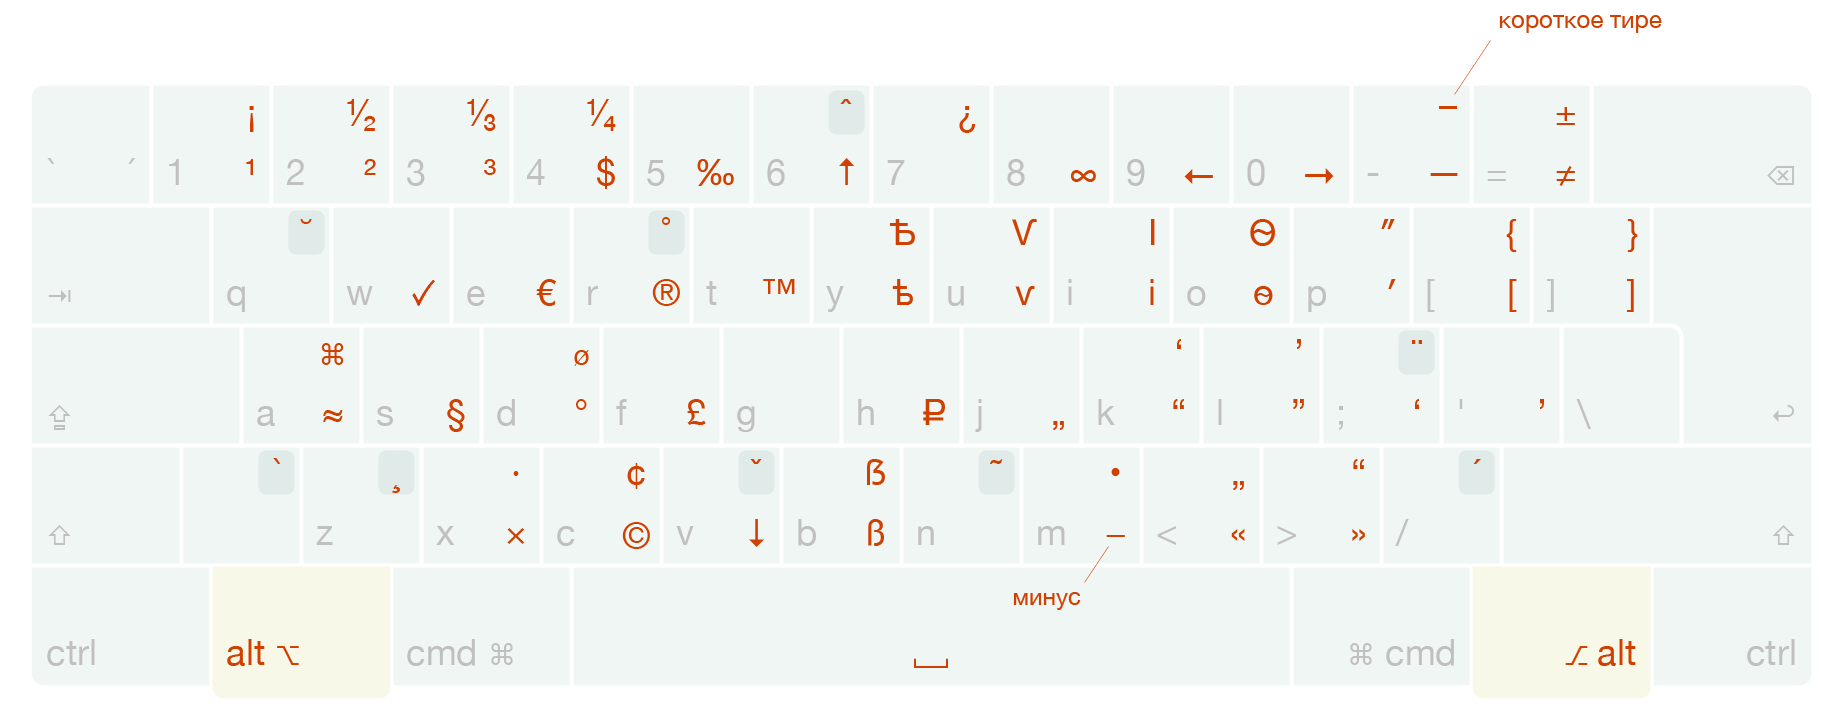 короткое тире
¡ ½ ⅓ ¼ ˆ ¿ – ±
` ´ 1 ¹ 2 ² 3 ³ 4 $ 5 ‰ 6 ↑ 7 8 ∞ 9 ← 0 → - — = ≠ ⌫
˘ ˚ Ѣ Ѵ І Ѳ ″ { }
⇥ q w ✓ e € r ® t ™ y ѣ u ѵ i і o ѳ p ′ [ [ ] ]
⌘ ø ‘ ’ ¨
⇪ a ≈ s § d ° f £ g h ₽ j „ k “ l ” ; ‘ ' ’ \ ↩
` ¸ · ¢ ˇ ẞ ˜ • „ “ ´
⇧ z x × c © v ↓ b ß n m − < « > » / ⇧
минус
ctrl alt ⌥ cmd ⌘ ⌘ cmd ⌥ alt ctrl